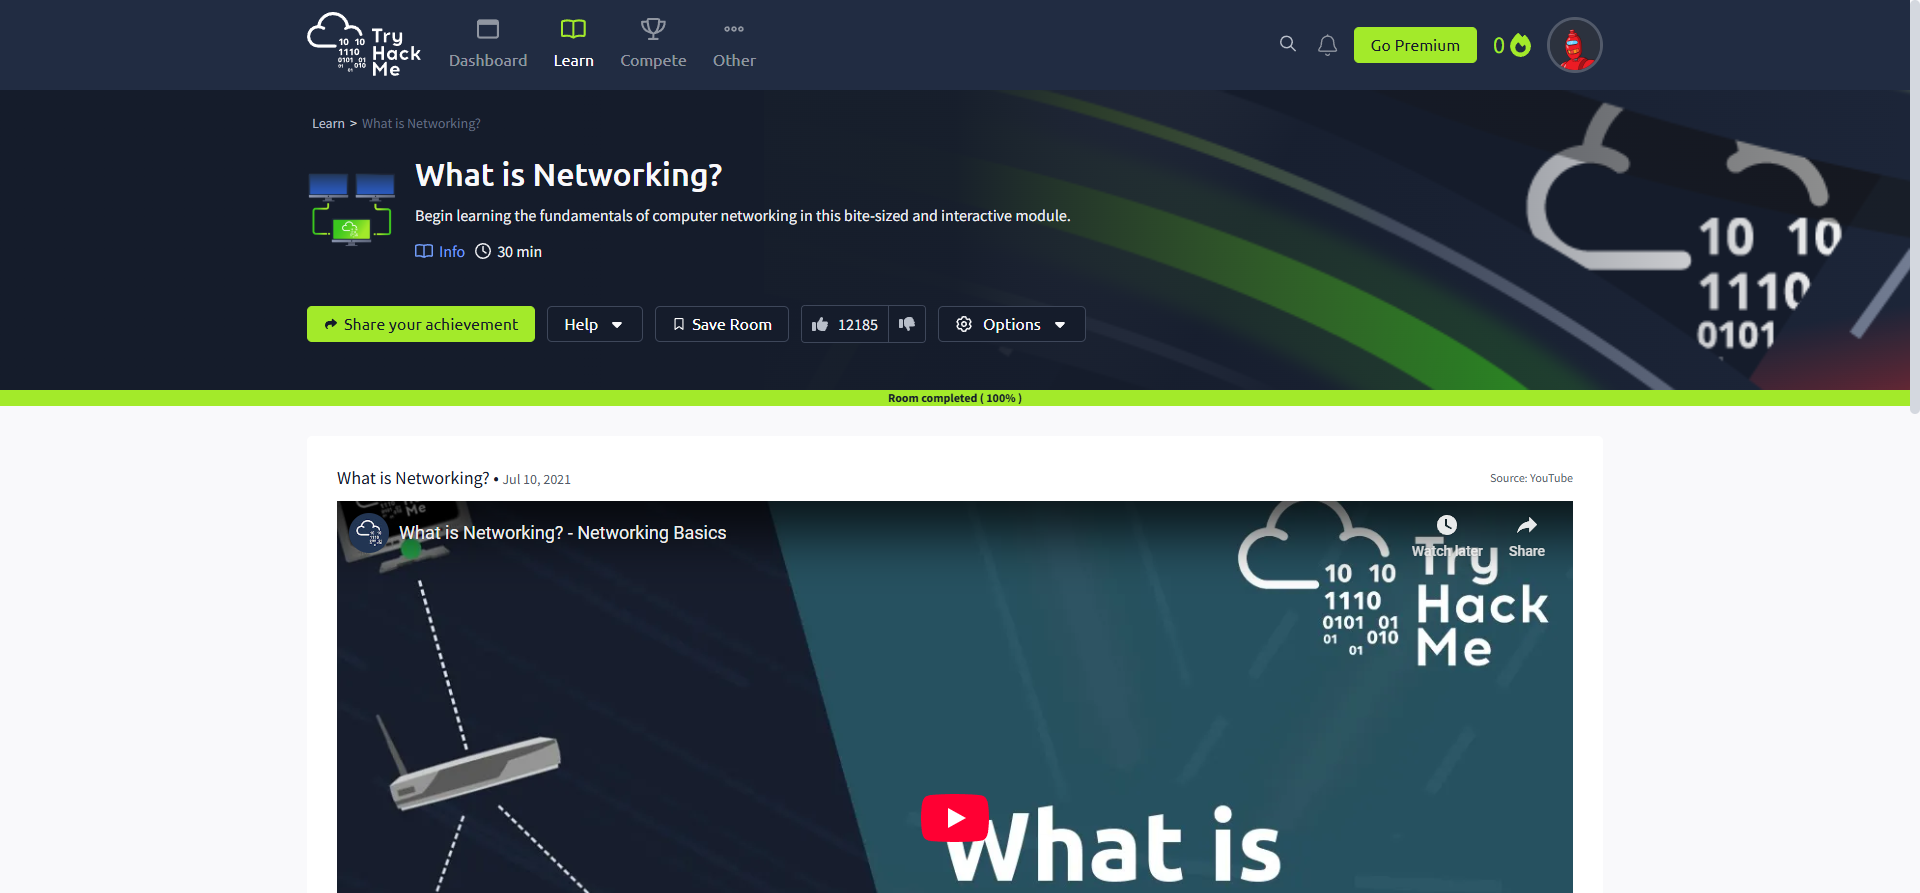 Try
Hack
Me
10 10
1110
0101 01
01 010
01
Dashboard
Learn
Compete
Other
Go Premium
0
Learn > What is Networking?
What is Networking?
Begin learning the fundamentals of computer networking in this bite-sized and interactive module.
Info 30 min
Share your achievement
Help
Save Room
12185
Options
10 10
1110
0101
Room completed ( 100% )
What is Networking? • Jul 10, 2021
Source: YouTube
Me
What is Networking? - Networking Basics
Watch later
Share
Try
Hack
Me
10 10
1110
0101 01
01 010
01
What is